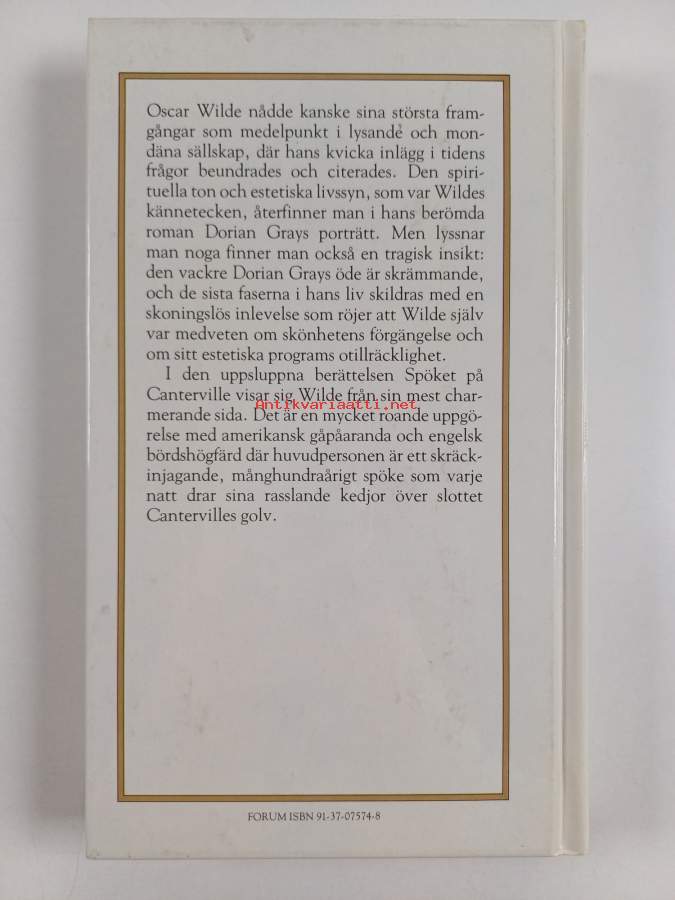 Oscar Wilde nådde kanske sina största fram-
gångar som medelpunkt i lysande och mon-
däna sällskap, där hans kvicka inlägg i tidens
frågor beundrades och citerades. Den spiri-
tuella ton och estetiska livssyn, som var Wildes
kännetecken, återfinner man i hans berömda
roman Dorian Grays porträtt. Men lyssnar
man noga finner man också en tragisk insikt:
den vackre Dorian Grays öde är skrämmande,
och de sista faserna i hans liv skildras med en
skoningslös inlevelse som röjer att Wilde själv
var medveten om skönhetens förgängelse och
om sitt estetiska programs otillräcklighet.
I den uppsluppna berättelsen Spöket på
Canterville visar sig Wilde från sin mest char-
Antikvariaatti.net
merande sida. Det är en mycket roande uppgö-
relse med amerikansk gåpåaranda och engelsk
bördshögfärd där huvudpersonen är ett skräck-
injagande, månghundraårigt spöke som varje
natt drar sina rasslande kedjor över slottet
Cantervilles golv.
FORUM ISBN 91-37-07574-8